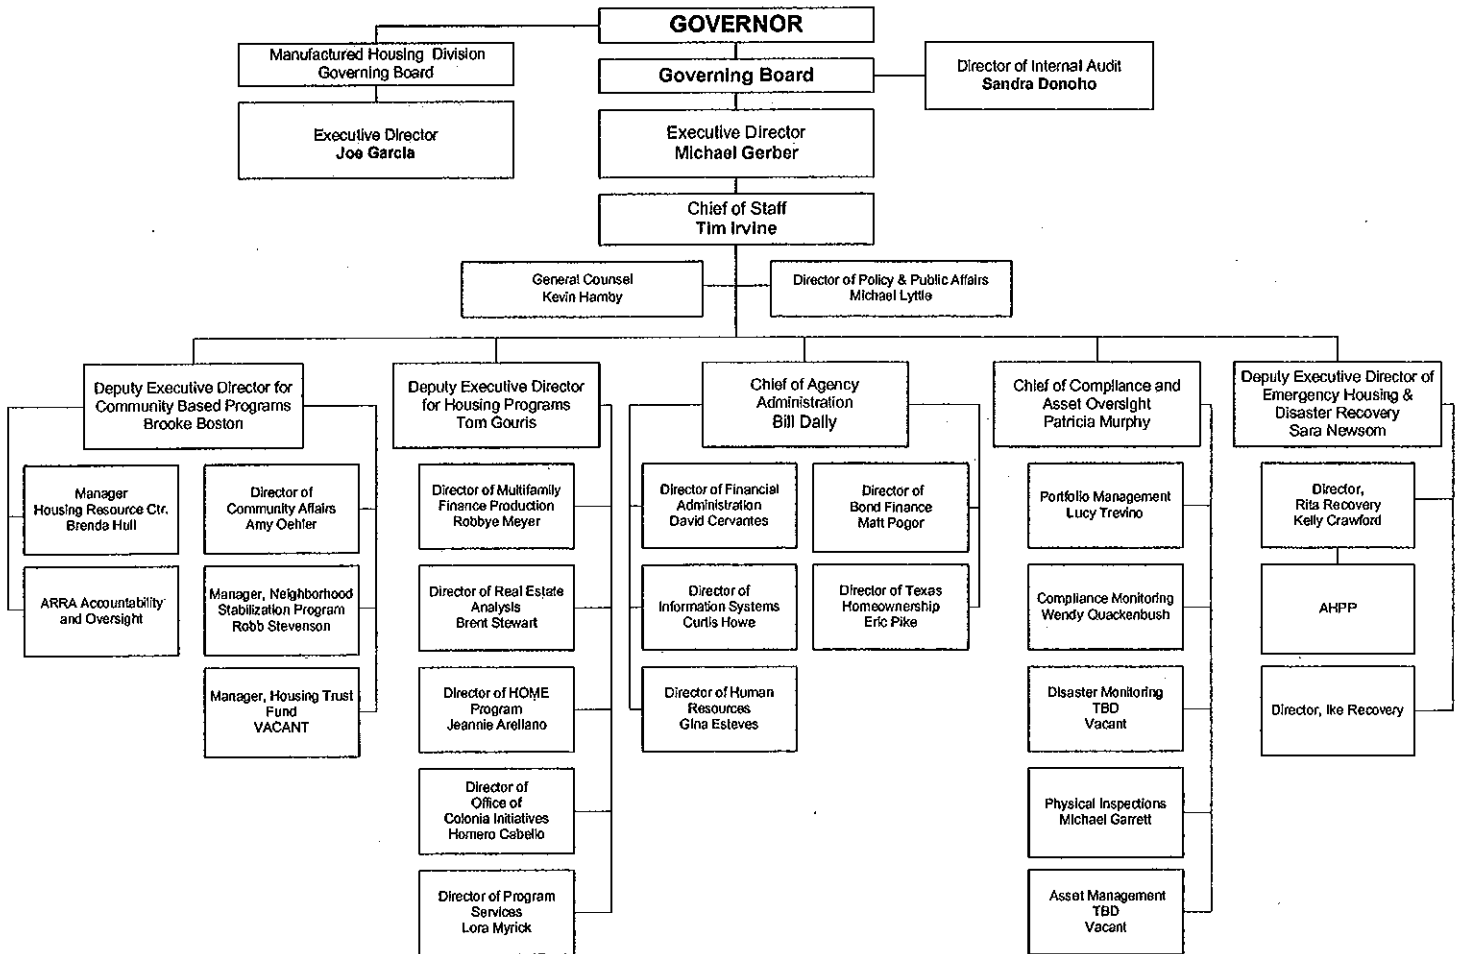 GOVERNOR
Manufactured Housing Division
Governing Board
Governing Board
Director of Internal Audit
Sandra Donoho
Executive Director
Joe Garcia
Executive Director
Michael Gerber
Chief of Staff
Tim Irvine
General Counsel
Kevin Hamby
Director of Policy & Public Affairs
Michael Lyttle
Deputy Executive Director for
Community Based Programs
Brooke Boston
Deputy Executive Director
for Housing Programs
Tom Gouris
Chief of Agency
Administration
Bill Dally
Chief of Compliance and
Asset Oversight
Patricia Murphy
Deputy Executive Director of
Emergency Housing &
Disaster Recovery
Sara Newsom
Manager
Housing Resource Ctr.
Brenda Hull
Director of
Community Affairs
Amy Oehler
Director of Multifamily
Finance Production
Robbye Meyer
Director of Financial
Administration
David Cervantes
Director of
Bond Finance
Matt Pogor
Portfolio Management
Lucy Trevino
Director,
Rita Recovery
Kelly Crawford
ARRA Accountability
and Oversight
Manager, Neighborhood
Stabilization Program
Robb Stevenson
Director of Real Estate
Analysis
Brent Stewart
Director of
Information Systems
Curtis Howe
Director of Texas
Homeownership
Eric Pike
Compliance Monitoring
Wendy Quackenbush
AHPP
Manager, Housing Trust
Fund
VACANT
Director of HOME
Program
Jeannie Arellano
Director of Human
Resources
Gina Esteves
Disaster Monitoring
TBD
Vacant
Director, Ike Recovery
Director of
Office of
Colonia Initiatives
Homero Cabello
Physical Inspections
Michael Garrett
Director of Program
Services
Lora Myrick
Asset Management
TBD
Vacant